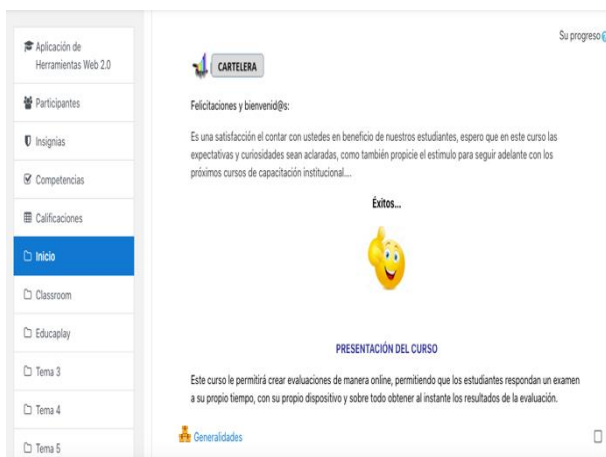 Aplicación de
Herramientas Web 2.0
Participantes
Insignias
Competencias
Calificaciones
Inicio
Classroom
Educaplay
Tema 3
Tema 4
Tema 5
Su progreso
CARTELERA
Felicitaciones y bienvenid@s:
Es una satisfacción el contar con ustedes en beneficio de nuestros estudiantes, espero que en este curso las
expectativas y curiosidades sean aclaradas, como también propicie el estimulo para seguir adelante con los
próximos cursos de capacitación institucional....
Éxitos...
PRESENTACIÓN DEL CURSO
Este curso le permitirá crear evaluaciones de manera online, permitiendo que los estudiantes respondan un examen
a su propio tiempo, con su propio dispositivo y sobre todo obtener al instante los resultados de la evaluación.
Generalidades